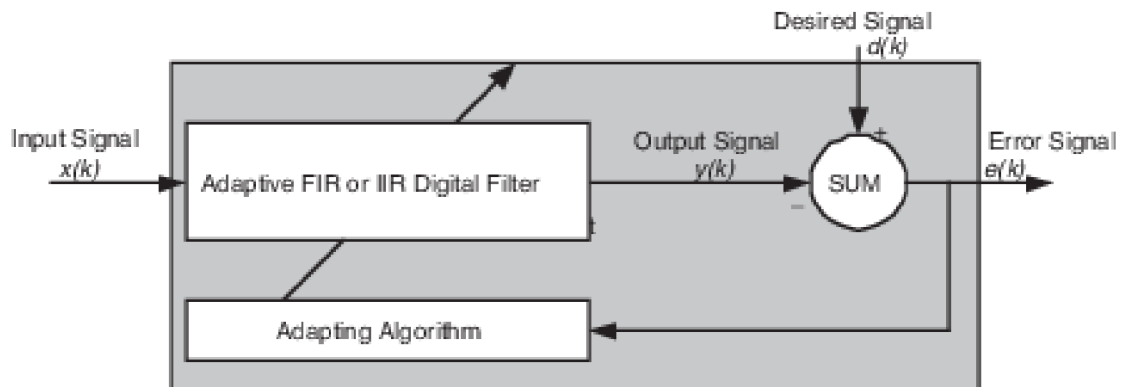 Desired Signal
d(k)
Input Signal
x(k)
Adaptive FIR or IIR Digital Filter
Output Signal
y(k)
+
−
SUM
Error Signal
e(k)
t
Adapting Algorithm